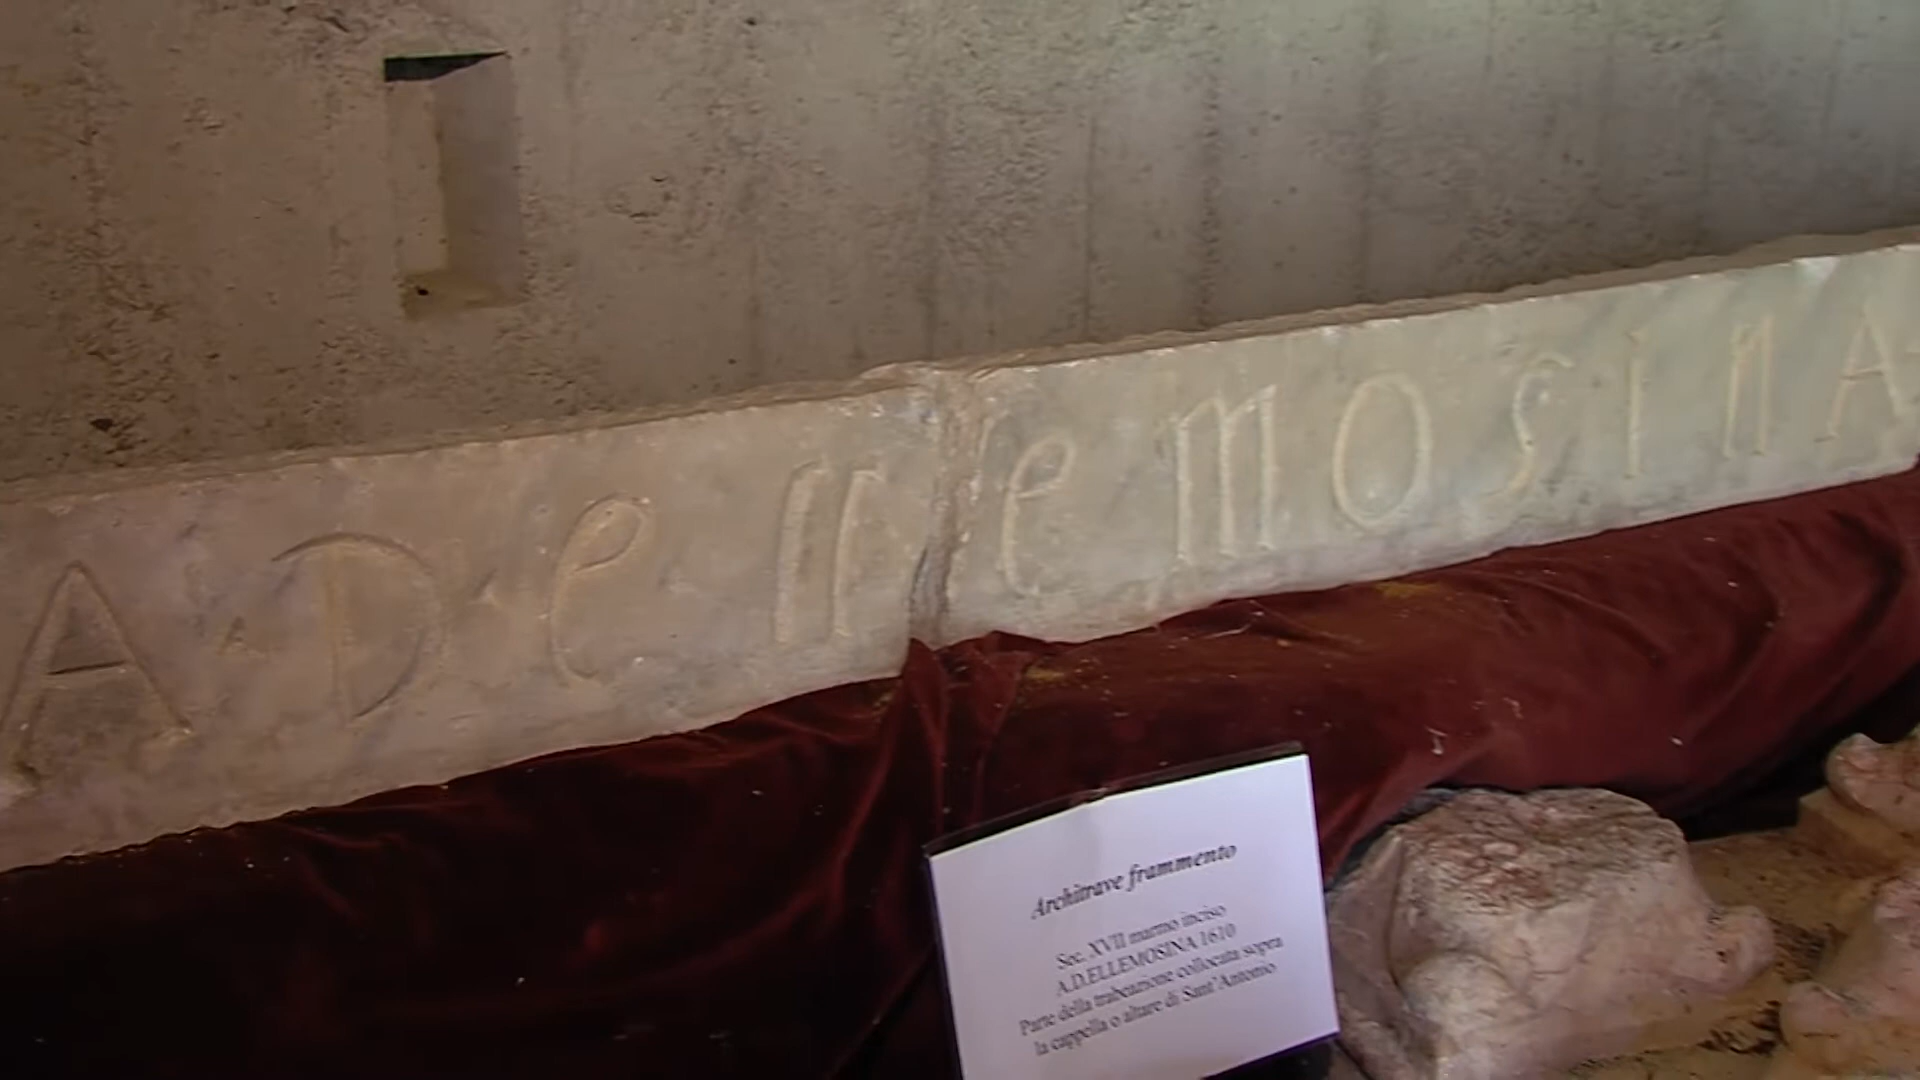 A·D·ellemosinA
Architrave frammento
Sec. XVII marmo inciso
A.D.ELLEMOSINA 1610
Parte della trabeazione collocata sopra
la cappella o altare di Sant'Antonio